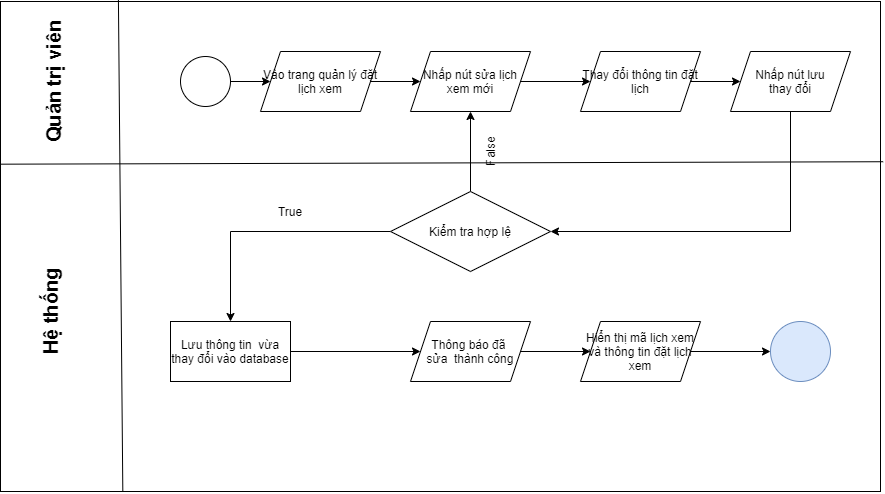 Quản trị viên
Vào trang quản lý đặt
lịch xem
Nhấp nút sửa lịch
xem mới
Thay đổi thông tin đặt
lịch
Nhấp nút lưu
thay đổi
False
Hệ thống
True
Kiểm tra hợp lệ
Lưu thông tin vừa
thay đổi vào database
Thông báo đã
sửa thành công
Hiển thị mã lịch xem
và thông tin đặt lịch
xem